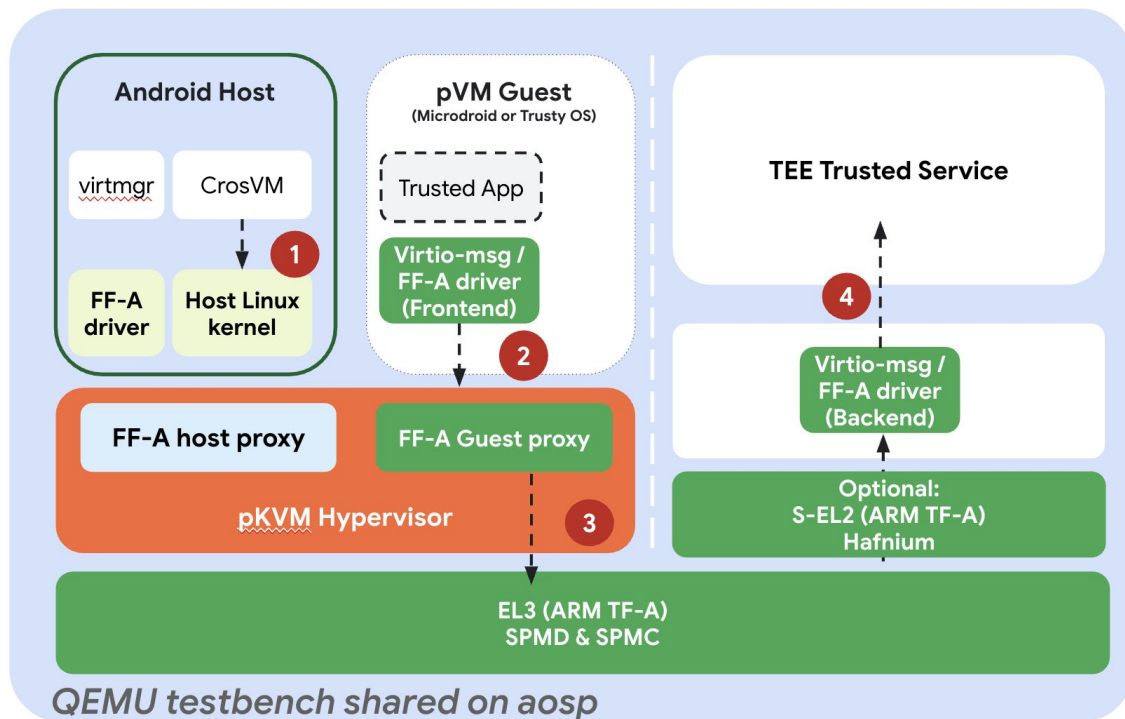 Android Host
virtmgr
CrosVM
1
FF-A
driver
Host Linux
kernel
pVM Guest
(Microdroid or Trusty OS)
Trusted App
Virtio-msg /
FF-A driver
(Frontend)
2
TEE Trusted Service
4
Virtio-msg /
FF-A driver
(Backend)
FF-A host proxy
FF-A Guest proxy
pKVM Hypervisor
3
Optional:
S-EL2 (ARM TF-A)
Hafnium
EL3 (ARM TF-A)
SPMD & SPMC
QEMU testbench shared on aosp